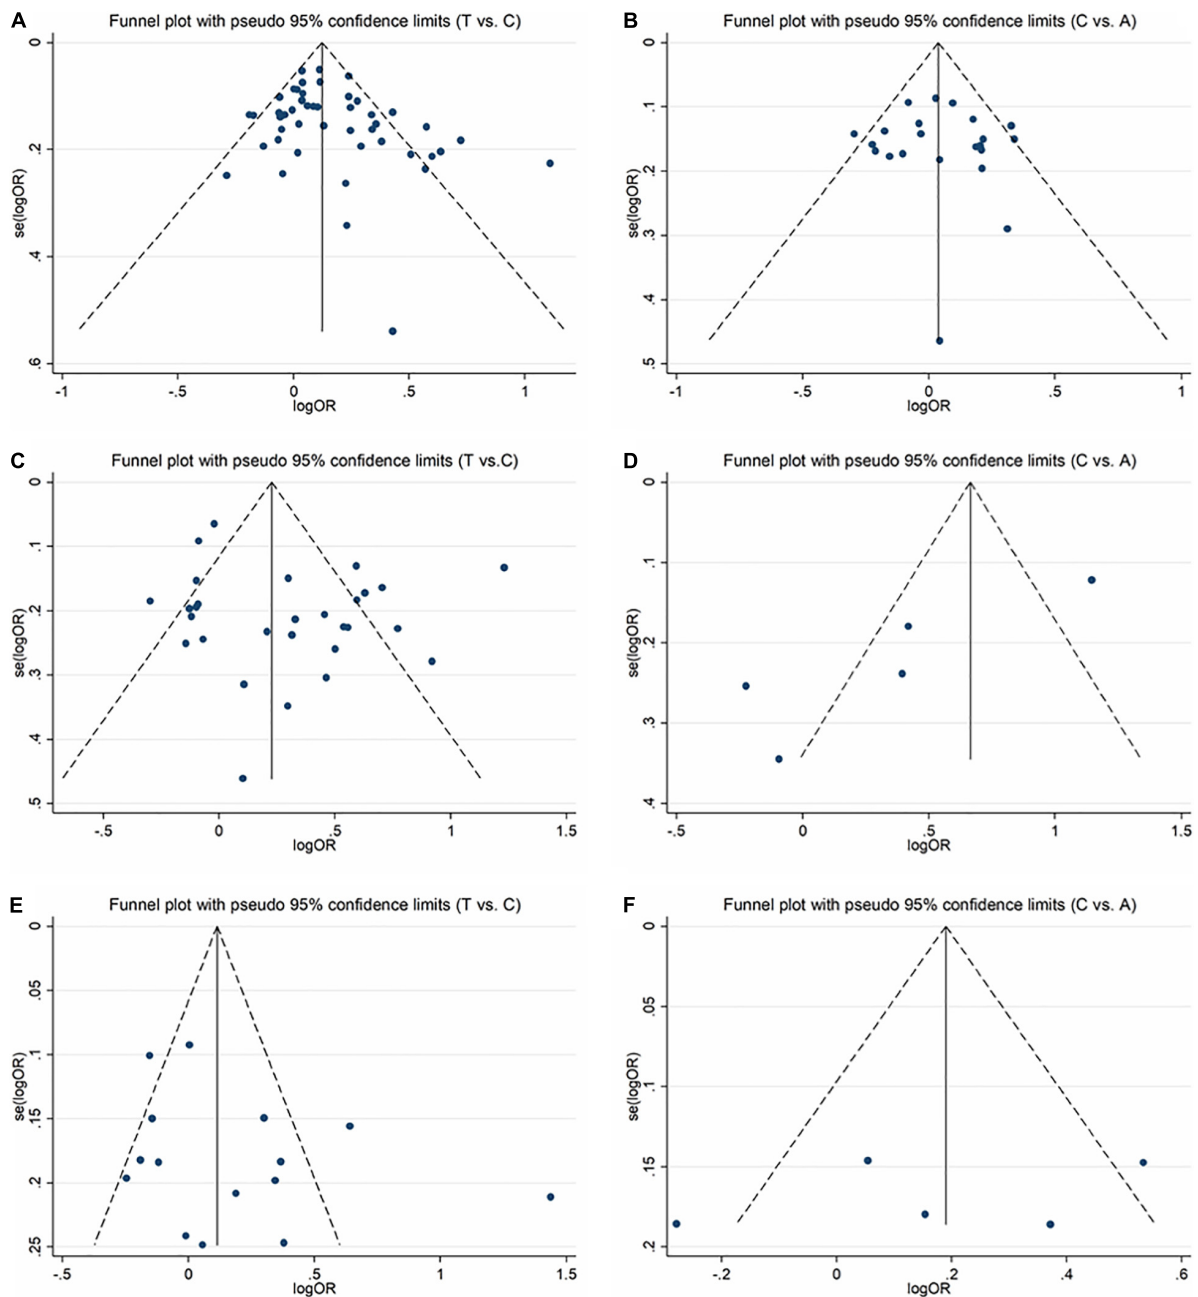 A
Funnel plot with pseudo 95% confidence limits (T vs. C)
0
.2
.4
.6
se(logOR)
-1
-.5
0
.5
1
logOR
B
Funnel plot with pseudo 95% confidence limits (C vs. A)
0
.1
.2
.3
.4
.5
se(logOR)
-1
-.5
0
.5
1
logOR
C
Funnel plot with pseudo 95% confidence limits (T vs.C)
0
.1
.2
.3
.4
.5
se(logOR)
-.5
0
.5
1
1.5
logOR
D
Funnel plot with pseudo 95% confidence limits (C vs. A)
0
.1
.2
.3
.4
se(logOR)
-.5
0
.5
1
1.5
logOR
E
Funnel plot with pseudo 95% confidence limits (T vs. C)
0
.05
.1
.15
.2
.25
se(logOR)
-.5
0
.5
1
1.5
logOR
F
Funnel plot with pseudo 95% confidence limits (C vs. A)
0
.05
.1
.15
.2
se(logOR)
-.2
0
.2
.4
.6
logOR